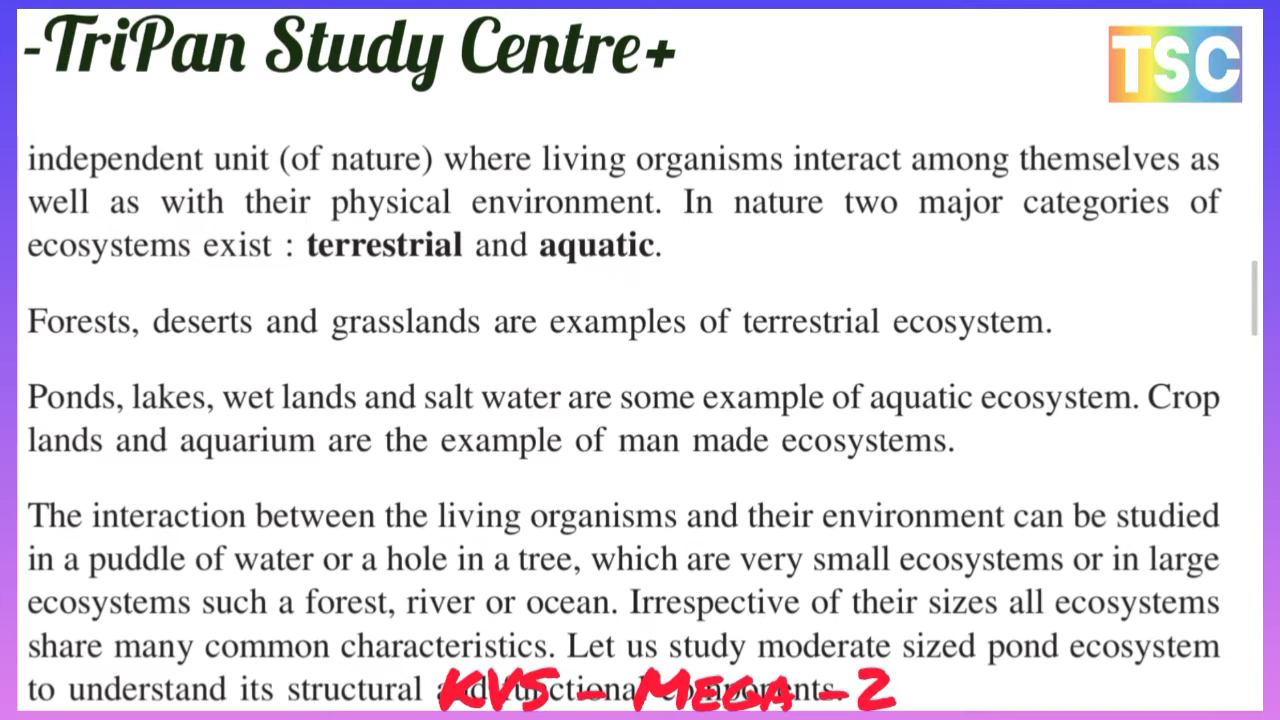 -TriPan Study Centre+
TSC
independent unit (of nature) where living organisms interact among themselves as
well as with their physical environment. In nature two major categories of
ecosystems exist : terrestrial and aquatic.
Forests, deserts and grasslands are examples of terrestrial ecosystem.
Ponds, lakes, wet lands and salt water are some example of aquatic ecosystem. Crop
lands and aquarium are the example of man made ecosystems.
The interaction between the living organisms and their environment can be studied
in a puddle of water or a hole in a tree, which are very small ecosystems or in large
ecosystems such a forest, river or ocean. Irrespective of their sizes all ecosystems
share many common characteristics. Let us study moderate sized pond ecosystem
to understand its structural and functional components.
KVS - Mega - 2